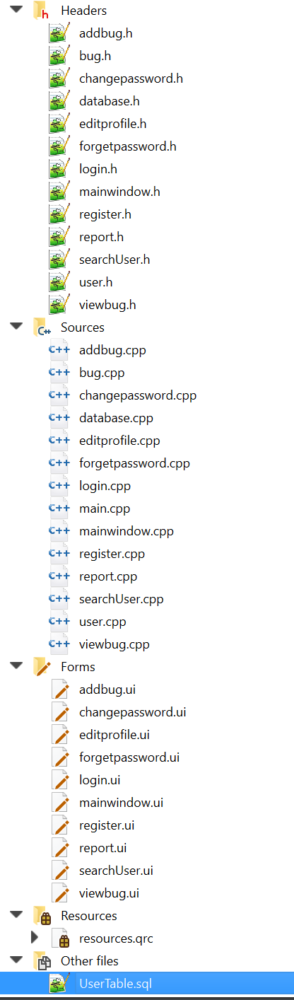 Headers
addbug.h
bug.h
changepassword.h
database.h
editprofile.h
forgetpassword.h
login.h
mainwindow.h
register.h
report.h
searchUser.h
user.h
viewbug.h
Sources
addbug.cpp
bug.cpp
changepassword.cpp
database.cpp
editprofile.cpp
forgetpassword.cpp
login.cpp
main.cpp
mainwindow.cpp
register.cpp
report.cpp
searchUser.cpp
user.cpp
viewbug.cpp
Forms
addbug.ui
changepassword.ui
editprofile.ui
forgetpassword.ui
login.ui
mainwindow.ui
register.ui
report.ui
searchUser.ui
viewbug.ui
Resources
resources.qrc
Other files
UserTable.sql